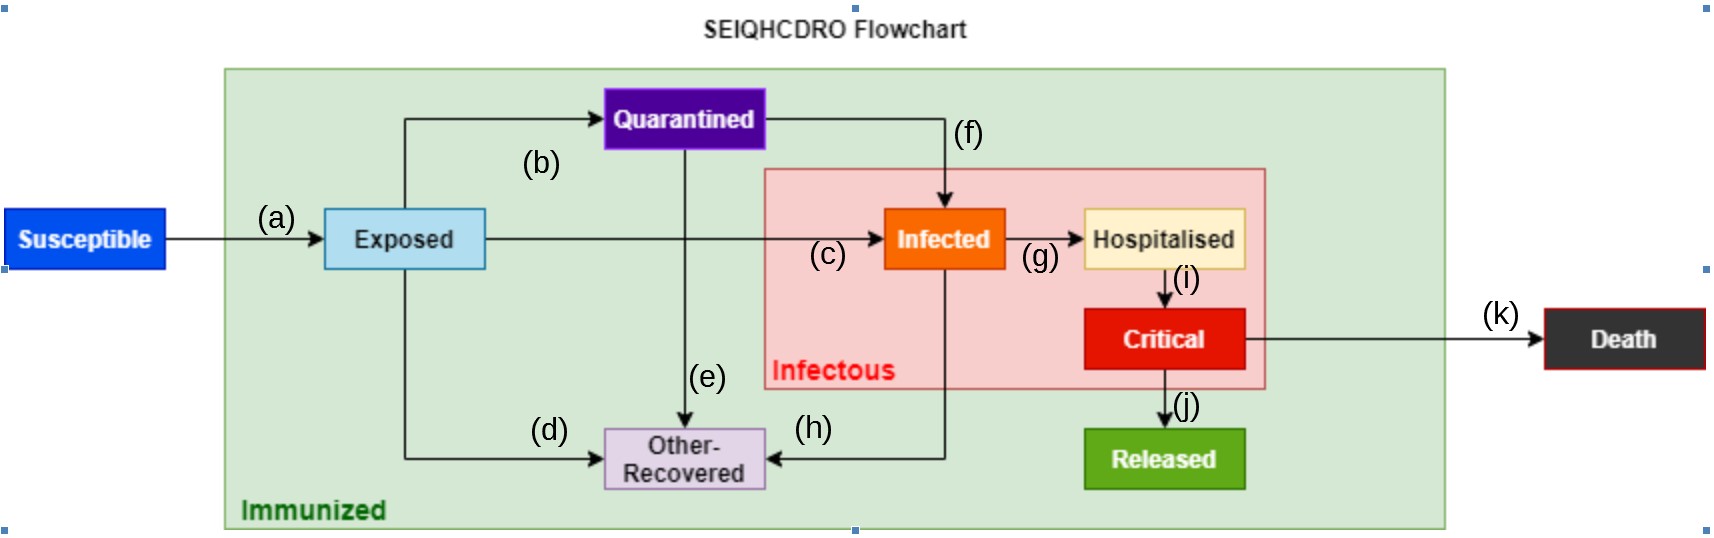 SEIQHCDRO Flowchart
Quarantined
(f)
(b)
(a)
Susceptible
Exposed
(c)
Infected
(g)
Hospitalised
(i)
Critical
(k)
Death
Infectous
(e)
(j)
(d)
(h)
Other-
Recovered
Released
Immunized